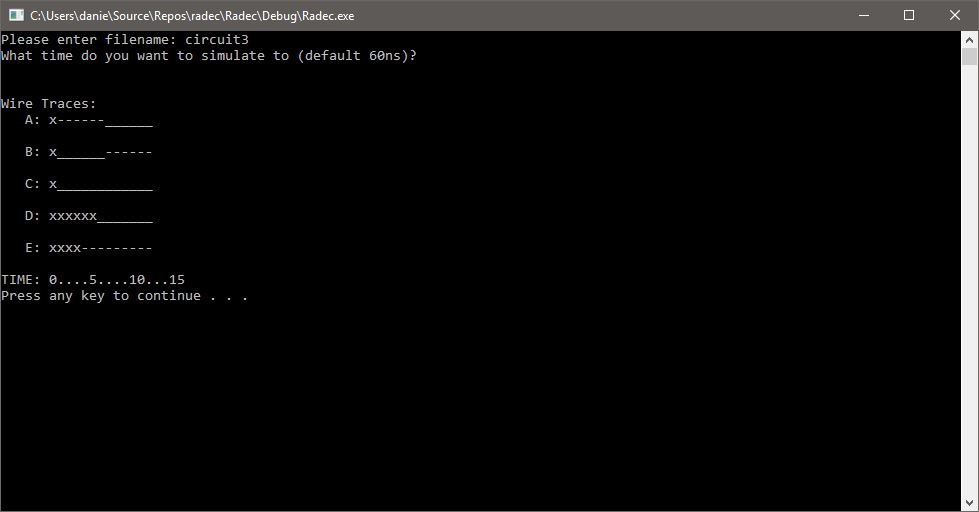 C:\Users\danie\Source\Repos\radec\Radec\Debug\Radec.exe
Please enter filename: circuit3
What time do you want to simulate to (default 60ns)?
Wire Traces:
A: x------______
B: x______------
C: x____________
D: xxxxxx_______
E: xxxx---------
TIME: 0....5....10...15
Press any key to continue . . .